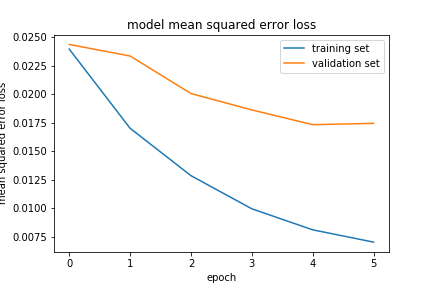 model mean squared error loss
training set
validation set
0.0250
0.0225
0.0200
0.0175
0.0150
0.0125
0.0100
0.0075
mean squared error loss
0 1 2 3 4 5
epoch